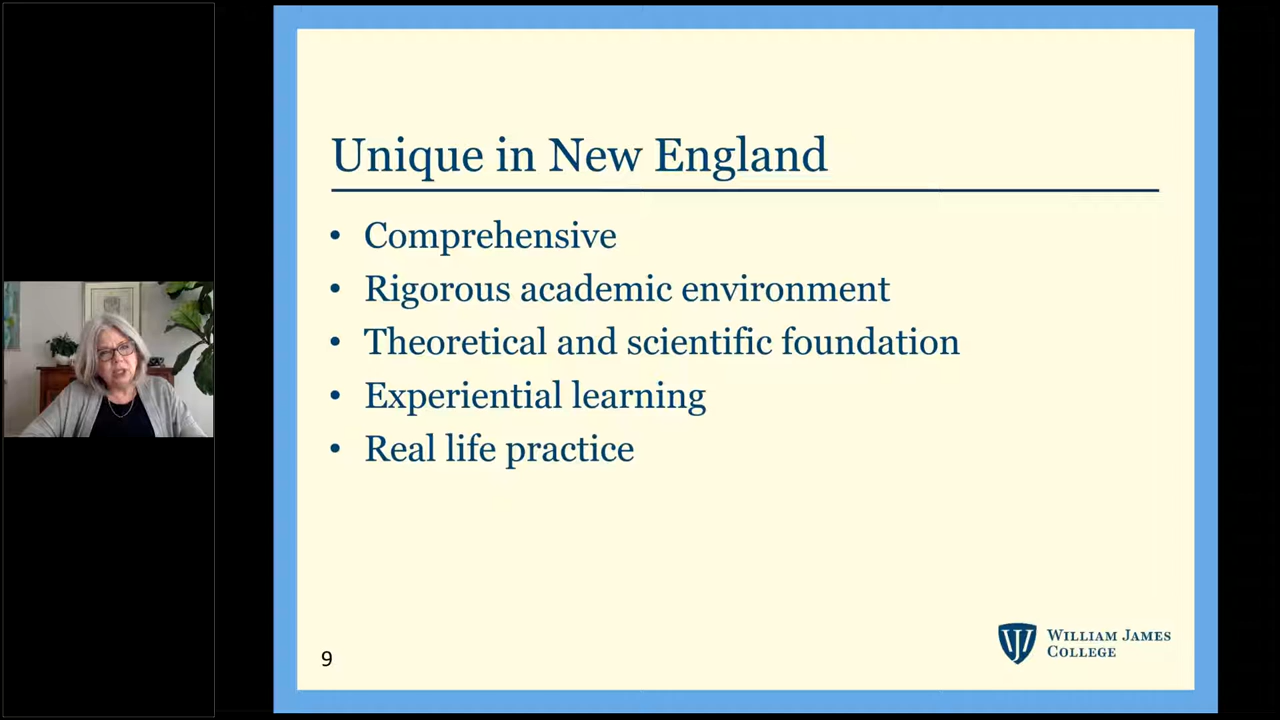 Unique in New England
• Comprehensive
• Rigorous academic environment
• Theoretical and scientific foundation
• Experiential learning
• Real life practice
9
WILLIAM JAMES
COLLEGE